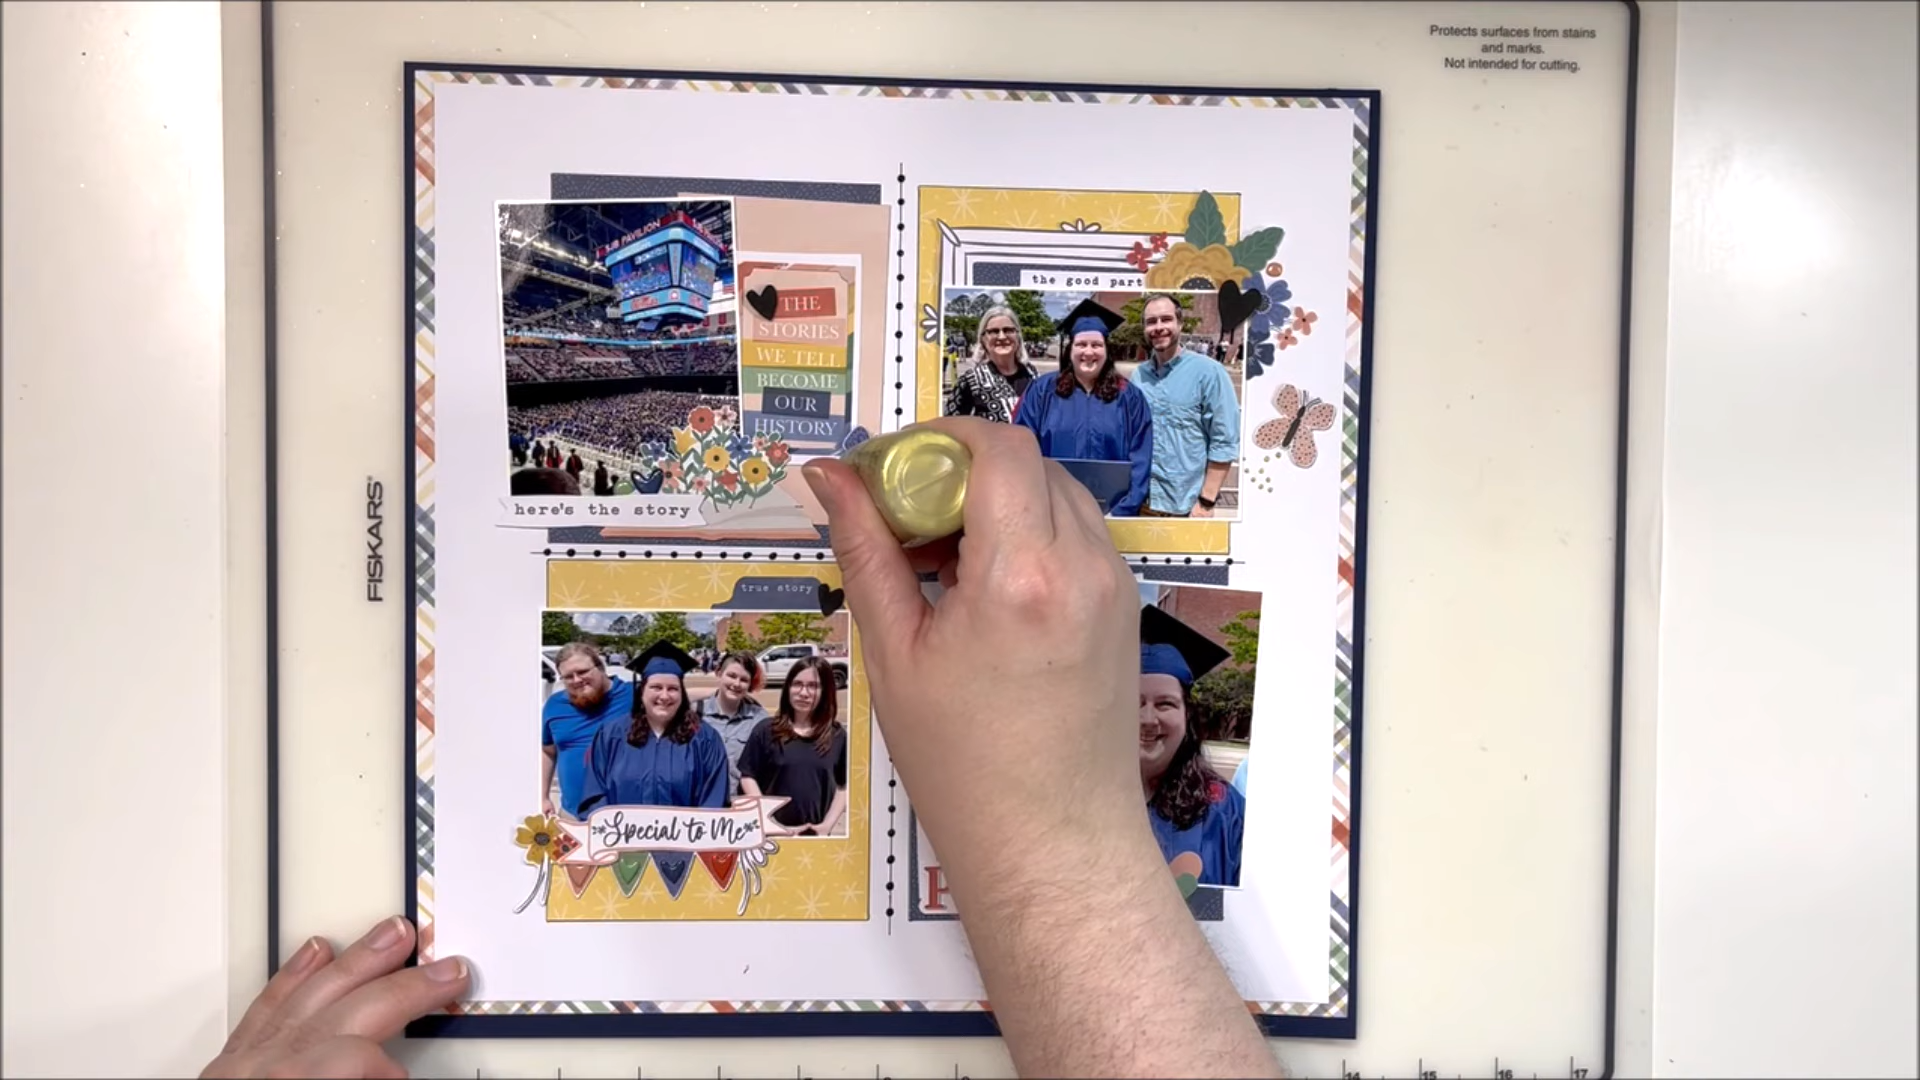 Protects surfaces from stains
and marks.
Not intended for cutting.
FISKARS®
PAVILION
THE
STORIES
WE TELL
BECOME
OUR
HISTORY
here's the story
the good part
true story
Special to Me
14
15
16
17